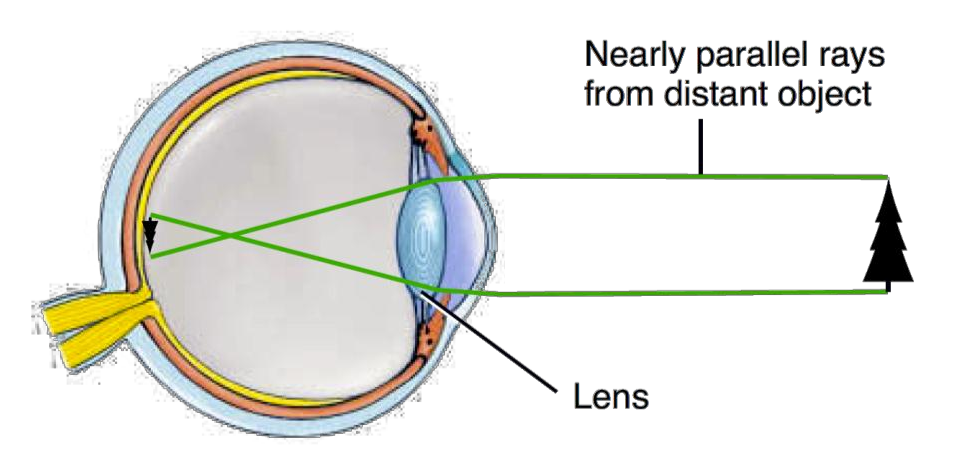 Nearly parallel rays
from distant object
Lens